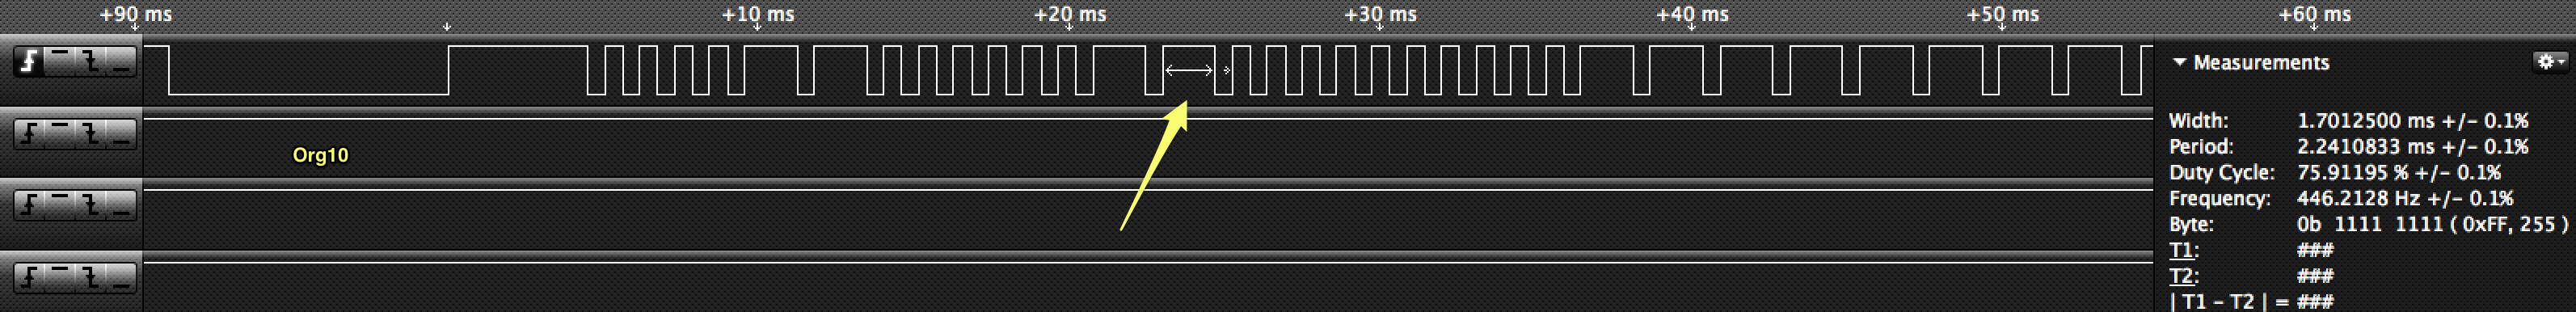 +90 ms +10 ms +20 ms +30 ms +40 ms +50 ms +60 ms
Measurements
Width: 1.7012500 ms +/- 0.1%
Period: 2.2410833 ms +/- 0.1%
Org10
Duty Cycle: 75.91195 % +/- 0.1%
Frequency: 446.2128 Hz +/- 0.1%
Byte: 0b 1111 1111 ( 0xFF, 255 )
T1: ###
T2: ###
| T1 - T2 | = ###